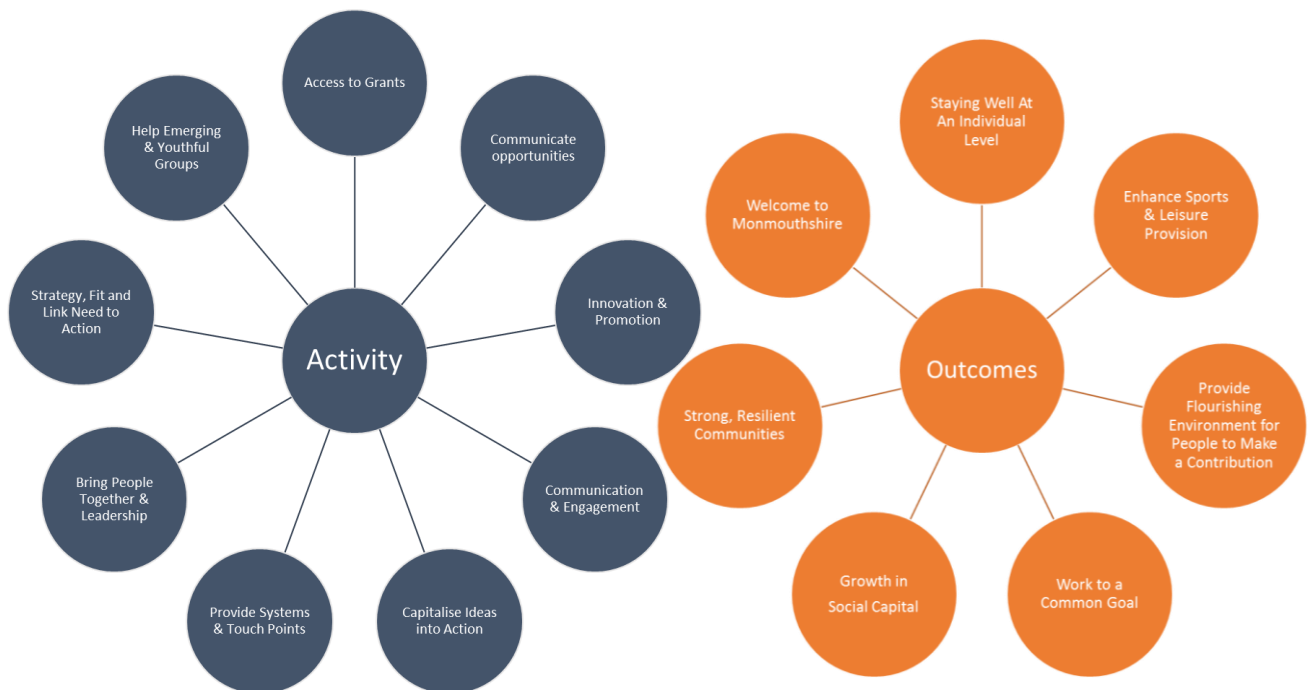 Activity
Access to Grants
Communicate
opportunities
Innovation &
Promotion
Communication
& Engagement
Capitalise Ideas
into Action
Provide Systems
& Touch Points
Bring People
Together &
Leadership
Strategy, Fit and
Link Need to
Action
Help Emerging
& Youthful
Groups
Outcomes
Staying Well At
An Individual
Level
Enhance Sports
& Leisure
Provision
Provide
Flourishing
Environment for
People to Make
a Contribution
Work to a
Common Goal
Growth in
Social Capital
Strong, Resilient
Communities
Welcome to
Monmouthshire